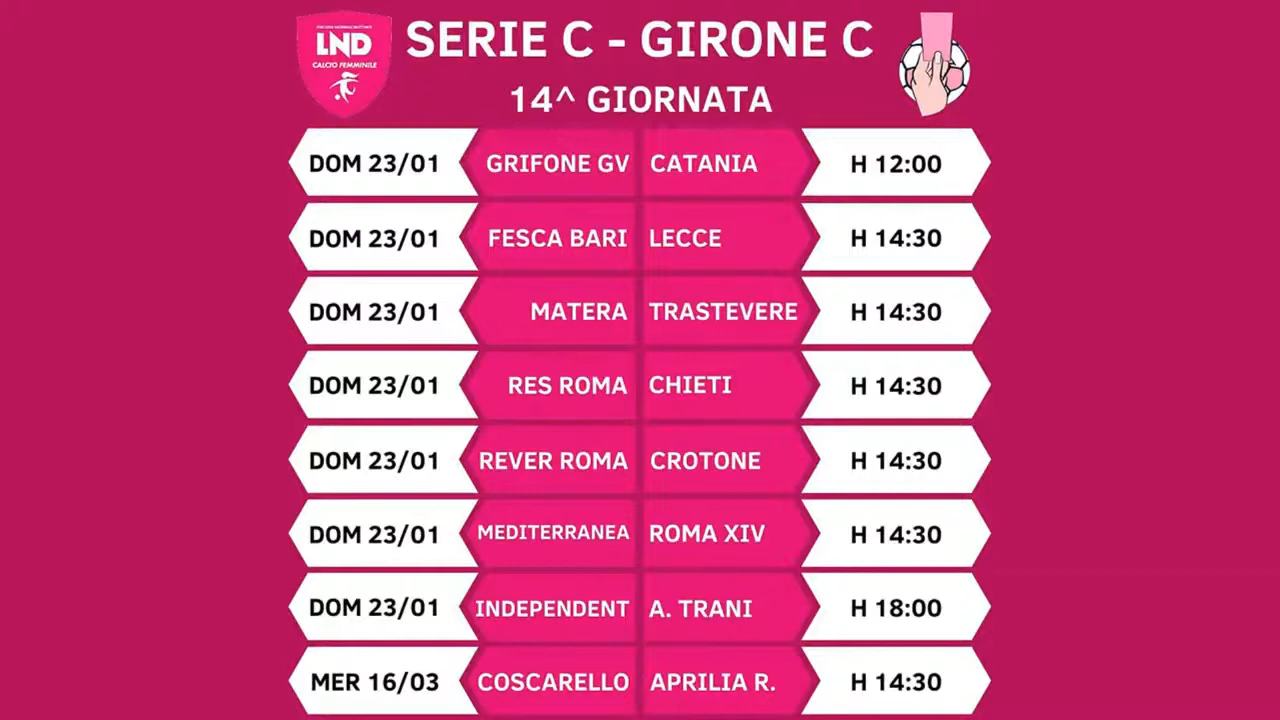 LND
CALCIO FEMMINILE
SERIE C - GIRONE C
14^ GIORNATA
DOM 23/01 GRIFONE GV CATANIA H 12:00
DOM 23/01 FESCA BARI LECCE H 14:30
DOM 23/01 MATERA TRASTEVERE H 14:30
DOM 23/01 RES ROMA CHIETI H 14:30
DOM 23/01 REVER ROMA CROTONE H 14:30
DOM 23/01 MEDITERRANEA ROMA XIV H 14:30
DOM 23/01 INDEPENDENT A. TRANI H 18:00
MER 16/03 COSCARELLO APRILIA R. H 14:30